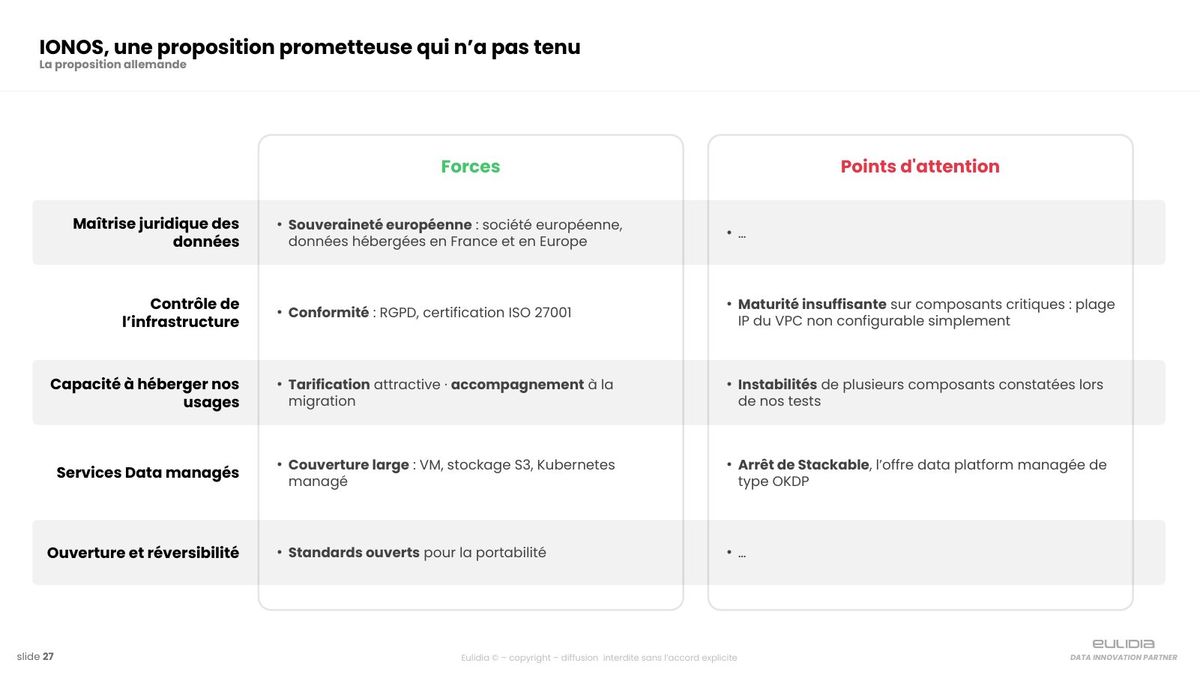 IONOS, une proposition prometteuse qui n’a pas tenu
La proposition allemande
Forces
Points d'attention
Maîtrise juridique des
données
• Souveraineté européenne : société européenne,
données hébergées en France et en Europe
• …
Contrôle de
l’infrastructure
• Conformité : RGPD, certification ISO 27001
• Maturité insuffisante sur composants critiques : plage
IP du VPC non configurable simplement
Capacité à héberger nos
usages
• Tarification attractive · accompagnement à la
migration
• Instabilités de plusieurs composants constatées lors
de nos tests
Services Data managés
• Couverture large : VM, stockage S3, Kubernetes
managé
• Arrêt de Stackable, l’offre data platform managée de
type OKDP
Ouverture et réversibilité
• Standards ouverts pour la portabilité
• …
slide 27
Eulidia © – copyright – diffusion interdite sans l’accord explicite
EULIDIA
DATA INNOVATION PARTNER